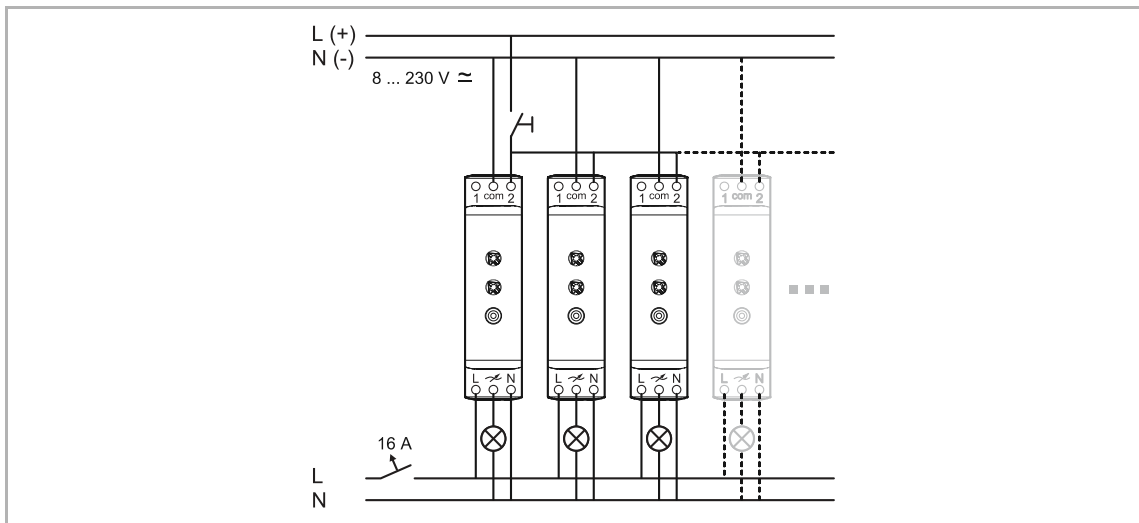 L (+)
N (-)
8 ... 230 V ≃
1 com 2
1 com 2
1 com 2
1 com 2
L N
L N
L N
L N
16 A
L
N